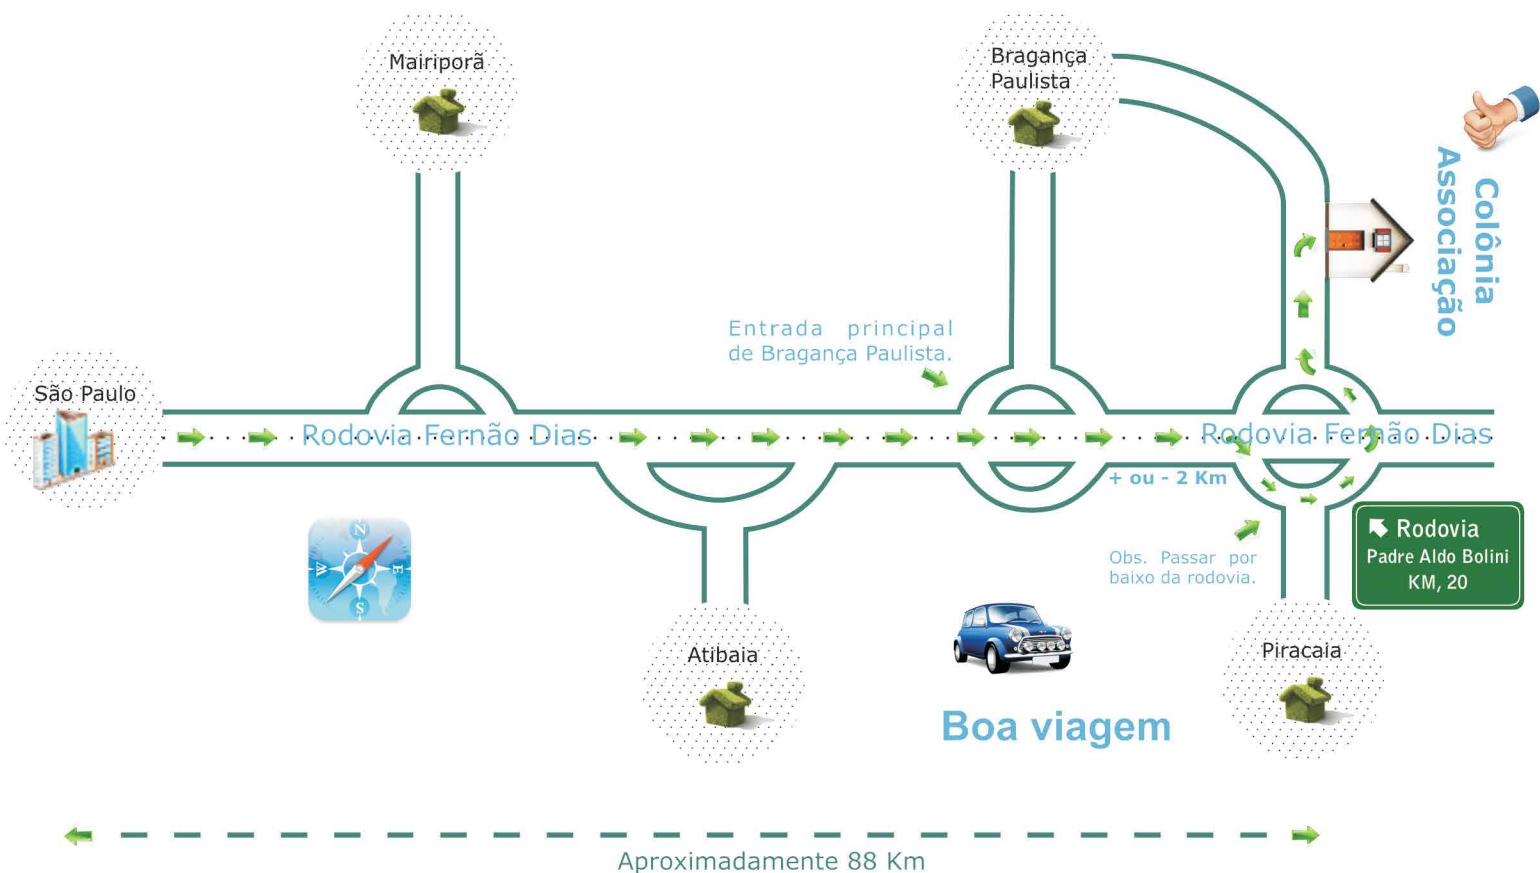 Mairiporã
Bragança
Paulista
Colônia
Associação
Entrada principal
de Bragança Paulista.
São Paulo
Rodovia Fernão Dias
Rodovia Fernão Dias
+ ou - 2 Km
Rodovia
Padre Aldo Bolini
KM, 20
Obs. Passar por
baixo da rodovia.
N
W
E
S
Atibaia
Piracaia
Boa viagem
Aproximadamente 88 Km